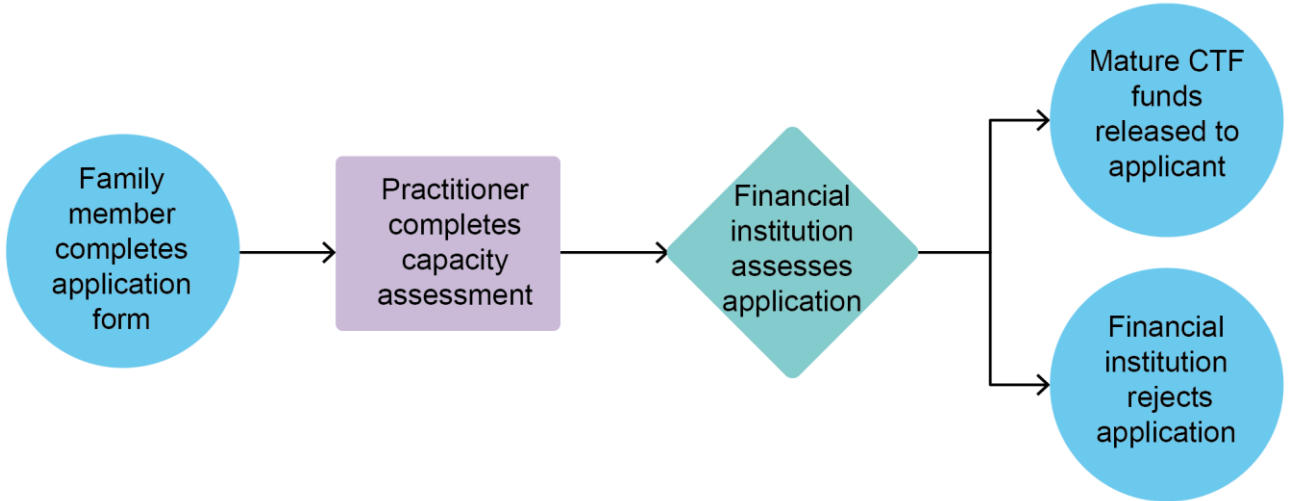 Family
member
completes
application
form
Practitioner
completes
capacity
assessment
Financial
institution
assesses
application
Mature CTF
funds
released to
applicant
Financial
institution
rejects
application